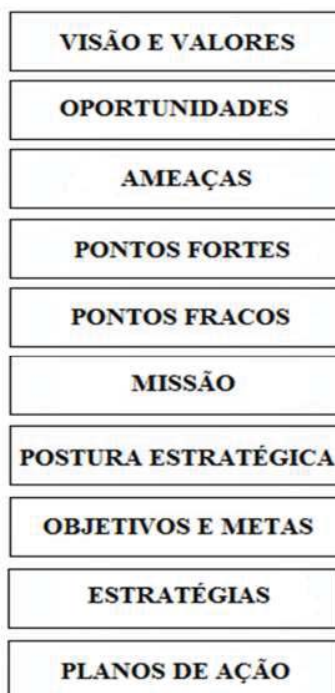 VISÃO E VALORES
OPORTUNIDADES
AMEAÇAS
PONTOS FORTES
PONTOS FRACOS
MISSÃO
POSTURA ESTRATÉGICA
OBJETIVOS E METAS
ESTRATÉGIAS
PLANOS DE AÇÃO